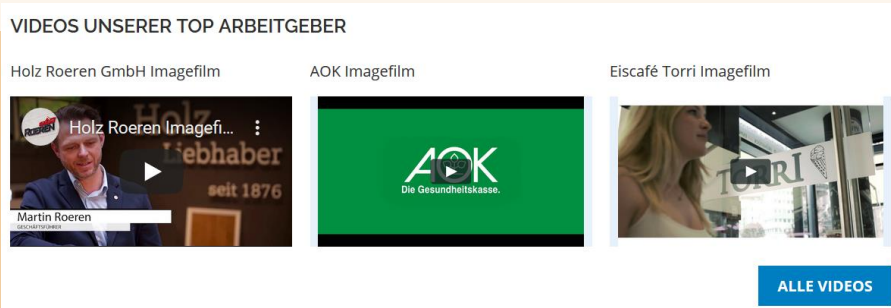 VIDEOS UNSERER TOP ARBEITGEBER
Holz Roeren GmbH Imagefilm
AOK Imagefilm
Eiscafé Torri Imagefilm
ROEREN
Holz Roeren Imagefi...
Holz
Liebhaber
seit 1876
Martin Roeren
GESCHÄFTSFÜHRER
AOK
Die Gesundheitskasse.
TORRI
ALLE VIDEOS